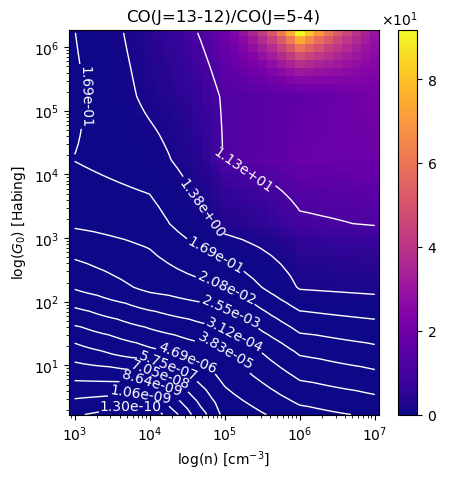 CO(J=13-12)/CO(J=5-4)
×10¹
10⁶
10⁵
10⁴
10³
10²
10¹
log(G₀) [Habing]
1.69e-01
1.13e+01
1.38e+00
1.69e-01
2.08e-02
2.55e-03
3.12e-04
3.83e-05
4.69e-06
5.75e-07
7.05e-08
8.64e-09
1.06e-09
1.30e-10
8
6
4
2
0
10³ 10⁴ 10⁵ 10⁶ 10⁷
log(n) [cm⁻³]